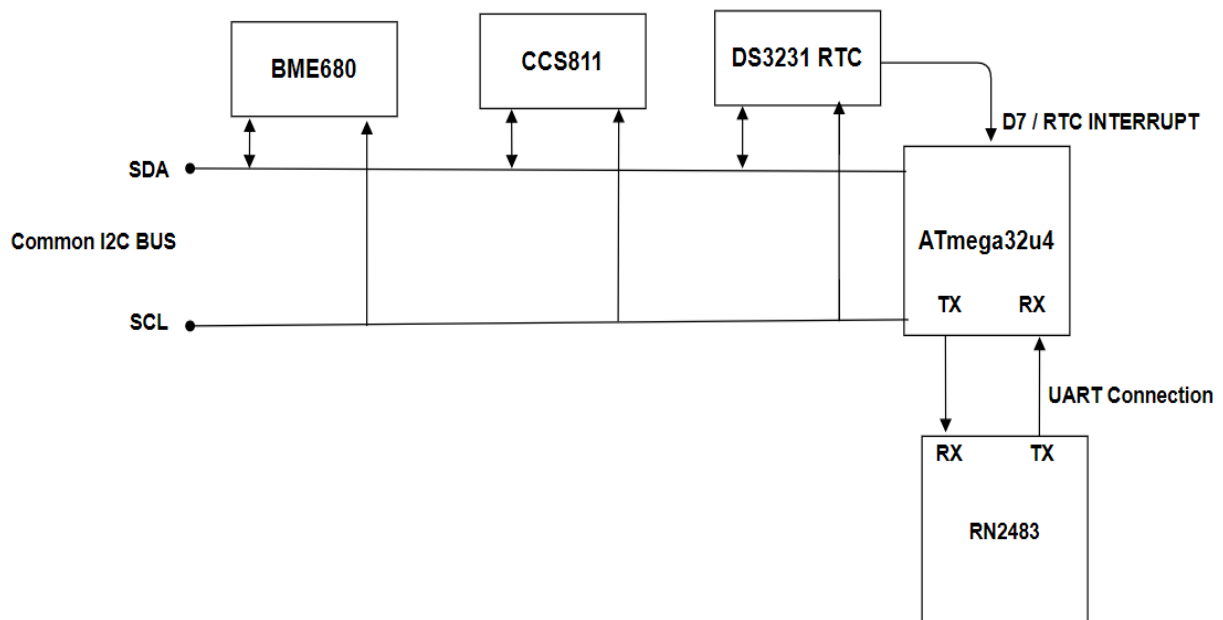 BME680
CCS811
DS3231 RTC
D7 / RTC INTERRUPT
SDA
Common I2C BUS
ATmega32u4
SCL
TX RX
UART Connection
RX TX
RN2483